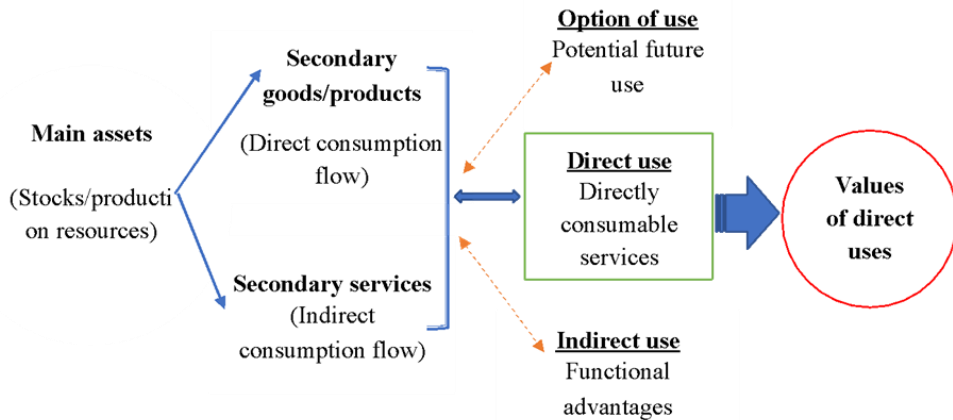 Main assets
(Stocks/producti
on resources)
Secondary
goods/products
(Direct consumption
flow)
Secondary services
(Indirect
consumption flow)
Option of use
Potential future
use
Direct use
Directly
consumable
services
Indirect use
Functional
advantages
Values
of direct
uses